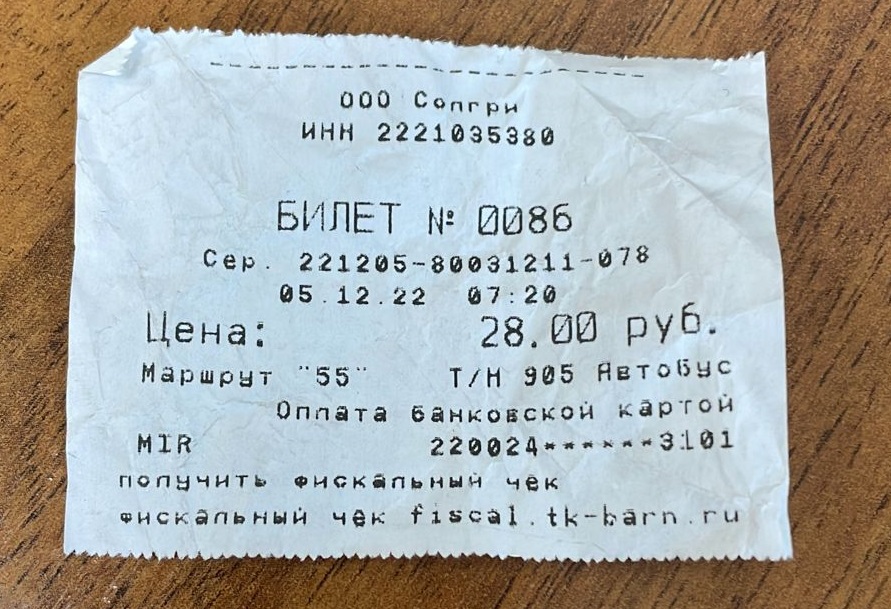 ООО Солгри
ИНН 2221035380
БИЛЕТ № 0086
Сер. 221205-80031211-078
05.12.22 07:20
Цена: 28.00 руб.
Маршрут "55" Т/Н 905 Автобус
Оплата банковской картой
MIR 220024******3101
получить фискальный чек
фискальный чек fiscal.tk-barn.ru